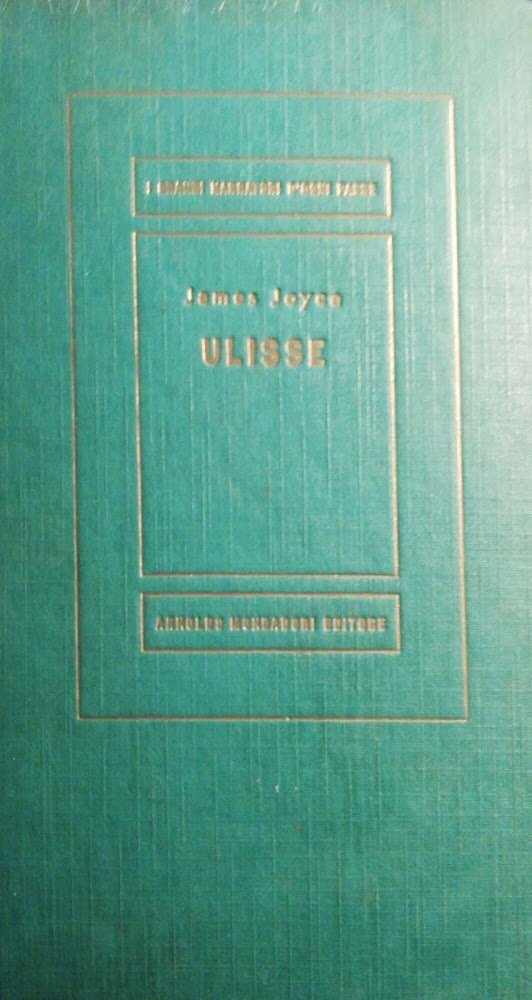 I GRANDI NARRATORI D'OGNI PAESE
James Joyce
ULISSE
ARNOLDO MONDADORI EDITORE